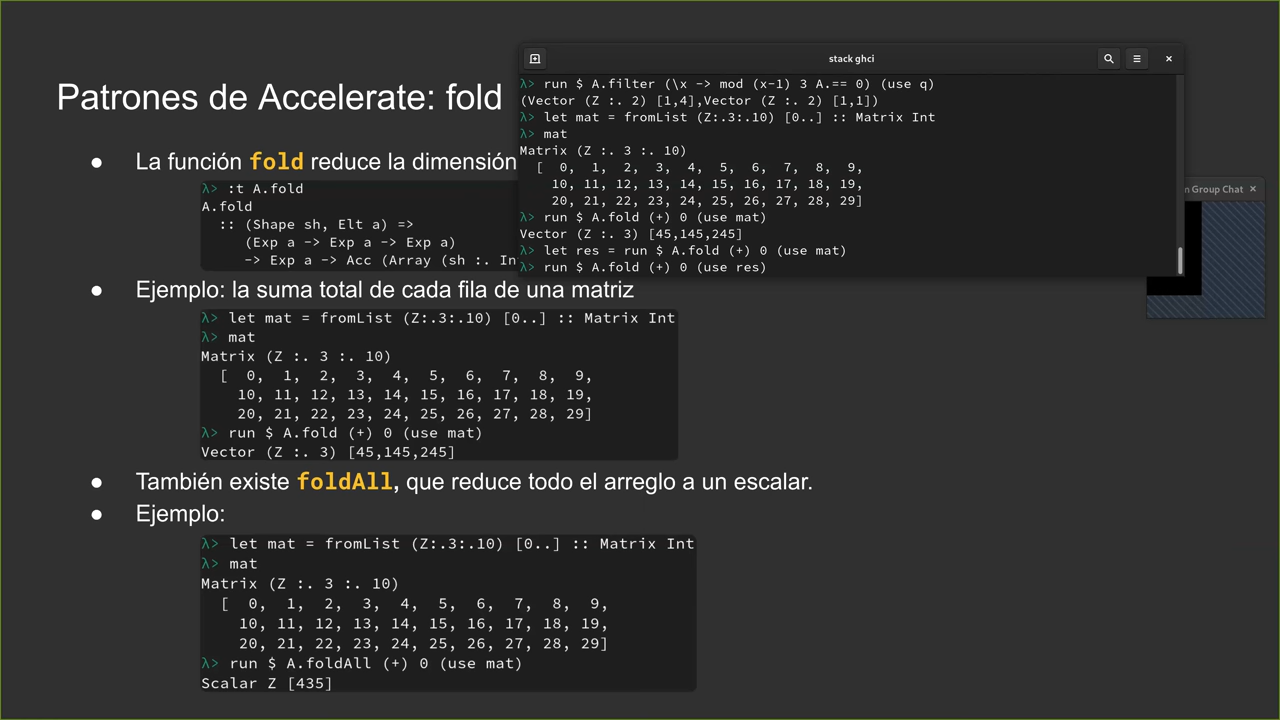 Patrones de Accelerate: fold
● La función fold reduce la dimensión
λ> :t A.fold
A.fold
:: (Shape sh, Elt a) =>
(Exp a -> Exp a -> Exp a)
-> Exp a -> Acc (Array (sh :. In
● Ejemplo: la suma total de cada fila de una matriz
λ> let mat = fromList (Z:.3:.10) [0..] :: Matrix Int
λ> mat
Matrix (Z :. 3 :. 10)
[ 0, 1, 2, 3, 4, 5, 6, 7, 8, 9,
10, 11, 12, 13, 14, 15, 16, 17, 18, 19,
20, 21, 22, 23, 24, 25, 26, 27, 28, 29]
λ> run $ A.fold (+) 0 (use mat)
Vector (Z :. 3) [45,145,245]
● También existe foldAll, que reduce todo el arreglo a un escalar.
● Ejemplo:
λ> let mat = fromList (Z:.3:.10) [0..] :: Matrix Int
λ> mat
Matrix (Z :. 3 :. 10)
[ 0, 1, 2, 3, 4, 5, 6, 7, 8, 9,
10, 11, 12, 13, 14, 15, 16, 17, 18, 19,
20, 21, 22, 23, 24, 25, 26, 27, 28, 29]
λ> run $ A.foldAll (+) 0 (use mat)
Scalar Z [435]
stack ghci
λ> run $ A.filter (\x -> mod (x-1) 3 A.== 0) (use q)
(Vector (Z :. 2) [1,4],Vector (Z :. 2) [1,1])
λ> let mat = fromList (Z:.3:.10) [0..] :: Matrix Int
λ> mat
Matrix (Z :. 3 :. 10)
[ 0, 1, 2, 3, 4, 5, 6, 7, 8, 9,
10, 11, 12, 13, 14, 15, 16, 17, 18, 19,
20, 21, 22, 23, 24, 25, 26, 27, 28, 29]
λ> run $ A.fold (+) 0 (use mat)
Vector (Z :. 3) [45,145,245]
λ> let res = run $ A.fold (+) 0 (use mat)
λ> run $ A.fold (+) 0 (use res)
n Group Chat